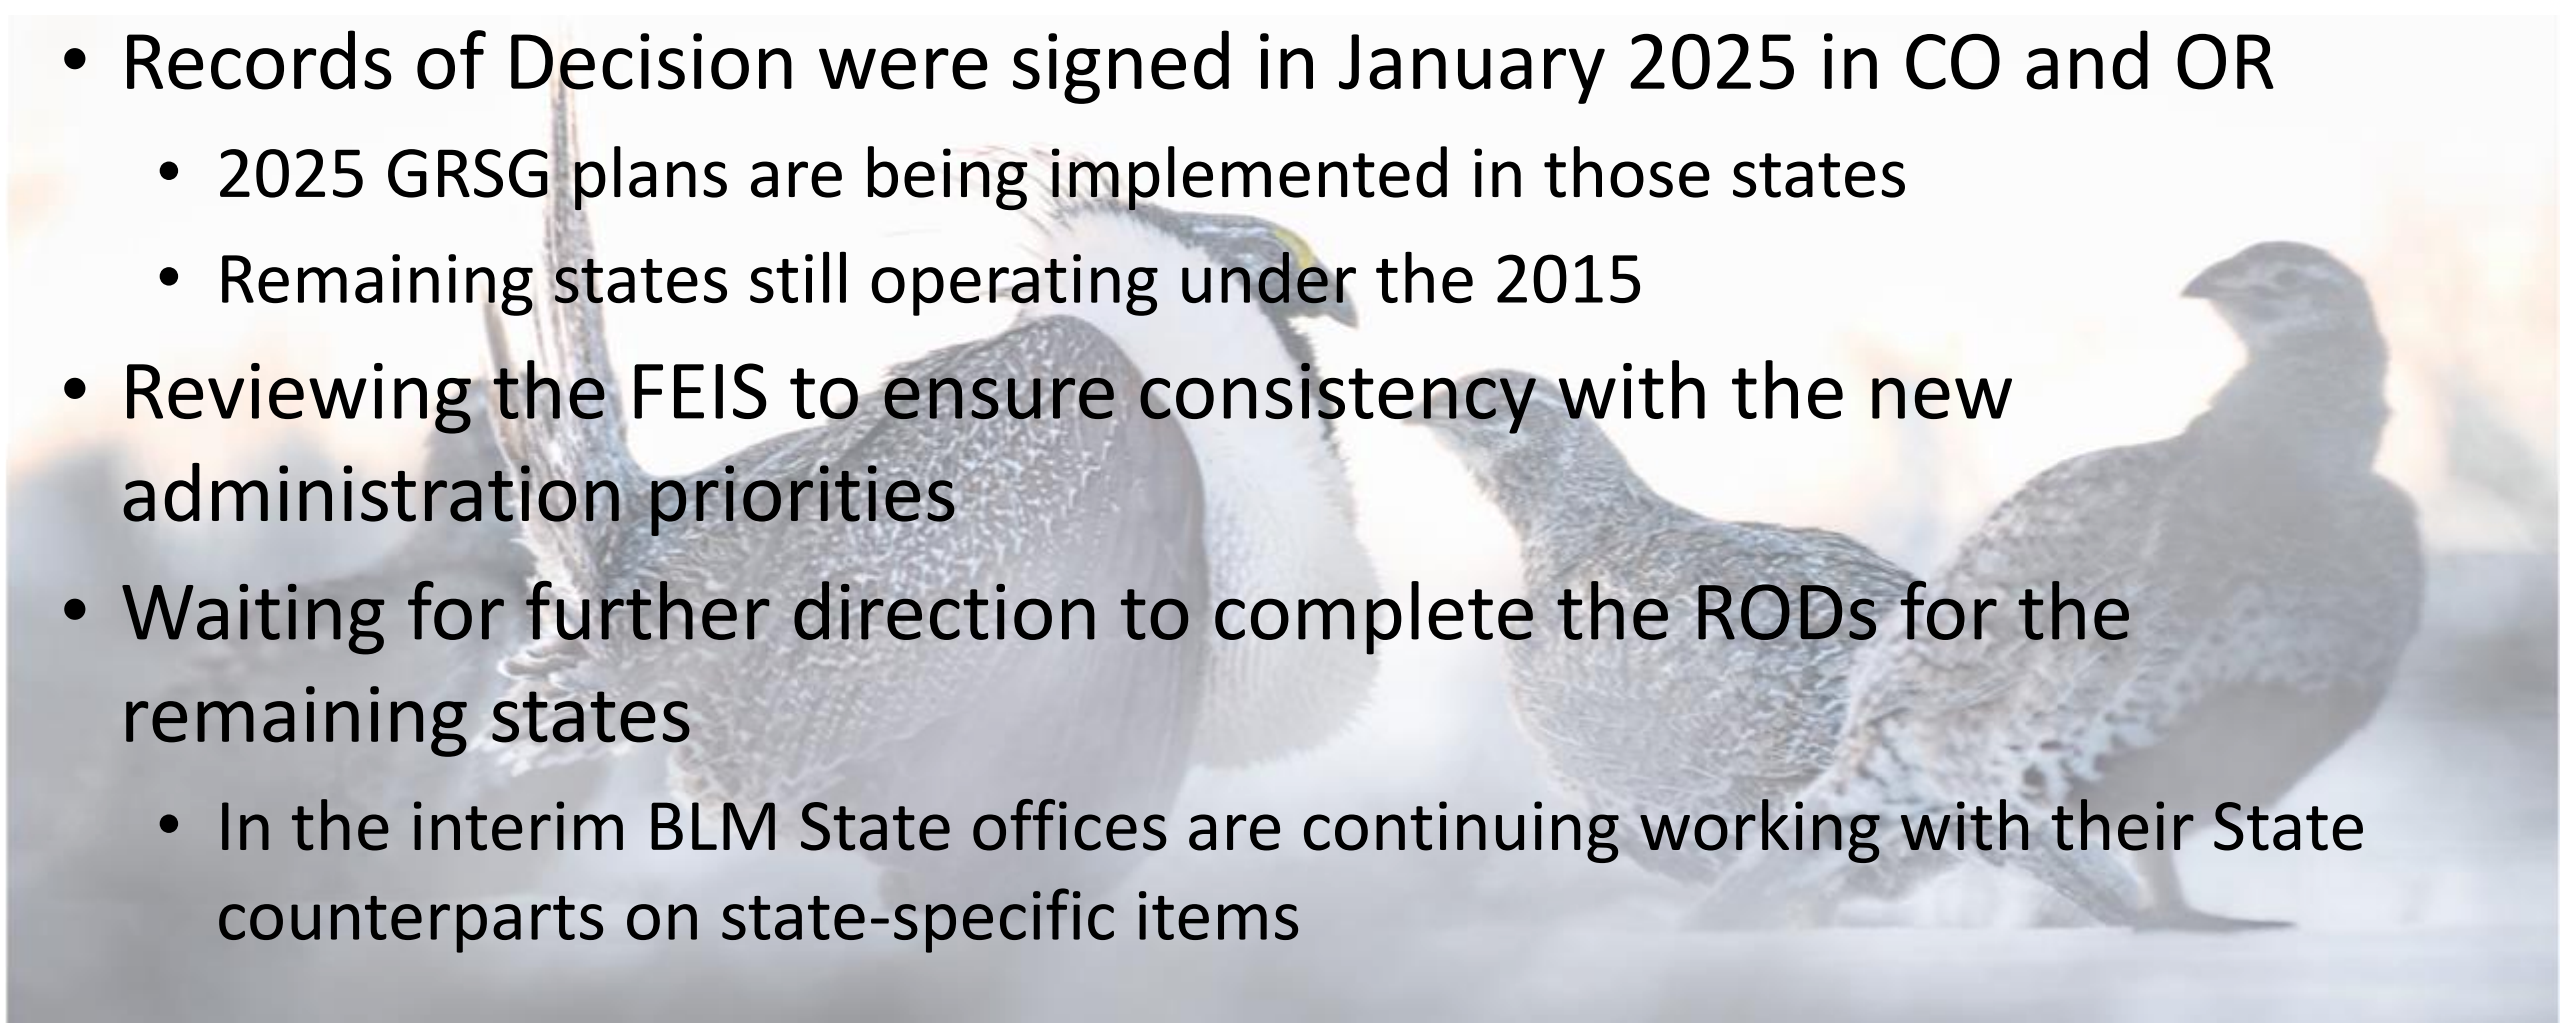 • Records of Decision were signed in January 2025 in CO and OR
• 2025 GRSG plans are being implemented in those states
• Remaining states still operating under the 2015
• Reviewing the FEIS to ensure consistency with the new
administration priorities
• Waiting for further direction to complete the RODs for the
remaining states
• In the interim BLM State offices are continuing working with their State
counterparts on state-specific items